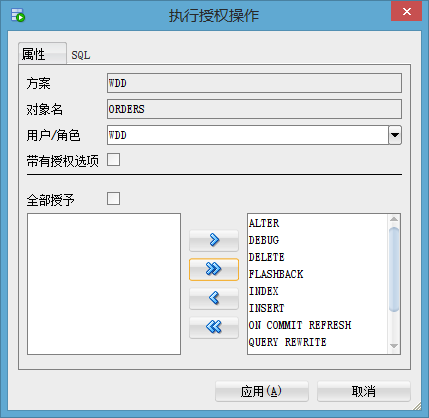 执行授权操作
属性 SQL
方案 WDD
对象名 ORDERS
用户/角色 WDD
带有授权选项
全部授予
ALTER
DEBUG
DELETE
FLASHBACK
INDEX
INSERT
ON COMMIT REFRESH
QUERY REWRITE
应用(A) 取消